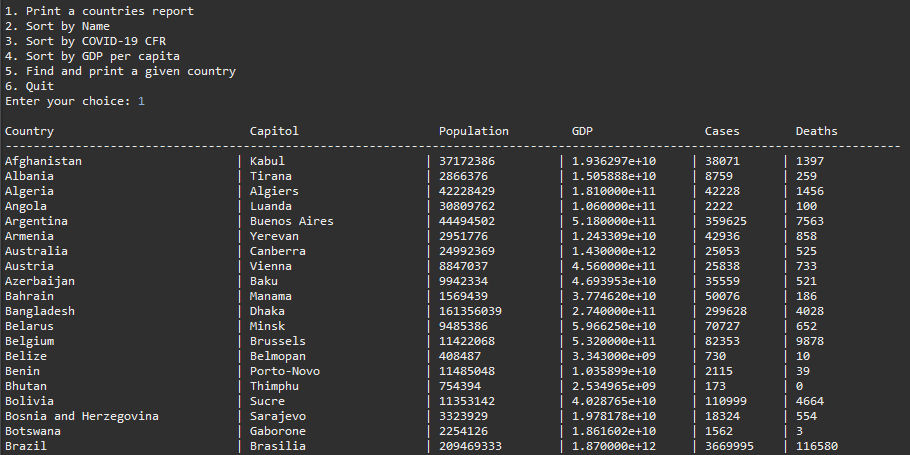 1. Print a countries report
2. Sort by Name
3. Sort by COVID-19 CFR
4. Sort by GDP per capita
5. Find and print a given country
6. Quit
Enter your choice: 1
Country Capitol Population GDP Cases Deaths
-----------------------------------------------------------------------------------------------------------------------------
Afghanistan | Kabul | 37172386 | 1.936297e+10 | 38071 | 1397
Albania | Tirana | 2866376 | 1.505888e+10 | 8759 | 259
Algeria | Algiers | 42228429 | 1.810000e+11 | 42228 | 1456
Angola | Luanda | 30809762 | 1.060000e+11 | 2222 | 100
Argentina | Buenos Aires | 44494502 | 5.180000e+11 | 359625 | 7563
Armenia | Yerevan | 2951776 | 1.243309e+10 | 42936 | 858
Australia | Canberra | 24992369 | 1.430000e+12 | 25053 | 525
Austria | Vienna | 8847037 | 4.560000e+11 | 25838 | 733
Azerbaijan | Baku | 9942334 | 4.693953e+10 | 35559 | 521
Bahrain | Manama | 1569439 | 3.774620e+10 | 50076 | 186
Bangladesh | Dhaka | 161356039 | 2.740000e+11 | 299628 | 4028
Belarus | Minsk | 9485386 | 5.966250e+10 | 70727 | 652
Belgium | Brussels | 11422068 | 5.320000e+11 | 82353 | 9878
Belize | Belmopan | 408487 | 3.343000e+09 | 730 | 10
Benin | Porto-Novo | 11485048 | 1.035899e+10 | 2115 | 39
Bhutan | Thimphu | 754394 | 2.534965e+09 | 173 | 0
Bolivia | Sucre | 11353142 | 4.028765e+10 | 110999 | 4664
Bosnia and Herzegovina | Sarajevo | 3323929 | 1.978178e+10 | 18324 | 554
Botswana | Gaborone | 2254126 | 1.861602e+10 | 1562 | 3
Brazil | Brasilia | 209469333 | 1.870000e+12 | 3669995 | 116580